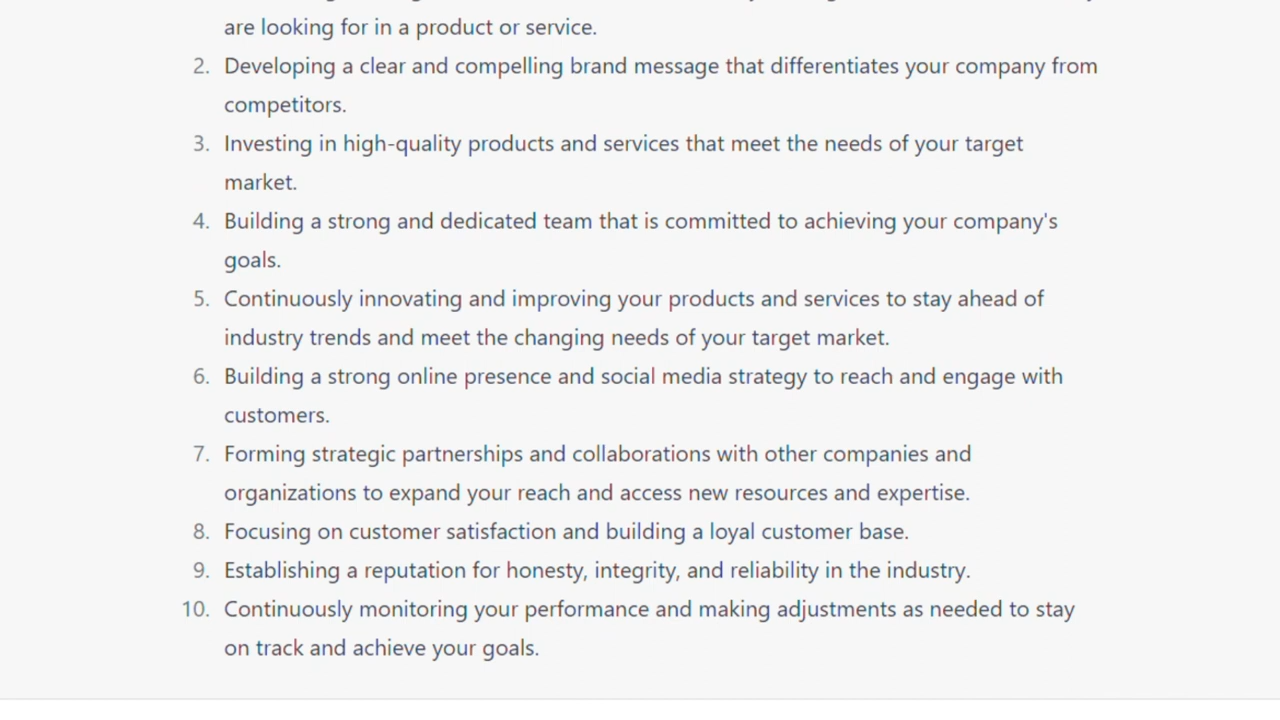 are looking for in a product or service.
2. Developing a clear and compelling brand message that differentiates your company from
competitors.
3. Investing in high-quality products and services that meet the needs of your target
market.
4. Building a strong and dedicated team that is committed to achieving your company's
goals.
5. Continuously innovating and improving your products and services to stay ahead of
industry trends and meet the changing needs of your target market.
6. Building a strong online presence and social media strategy to reach and engage with
customers.
7. Forming strategic partnerships and collaborations with other companies and
organizations to expand your reach and access new resources and expertise.
8. Focusing on customer satisfaction and building a loyal customer base.
9. Establishing a reputation for honesty, integrity, and reliability in the industry.
10. Continuously monitoring your performance and making adjustments as needed to stay
on track and achieve your goals.